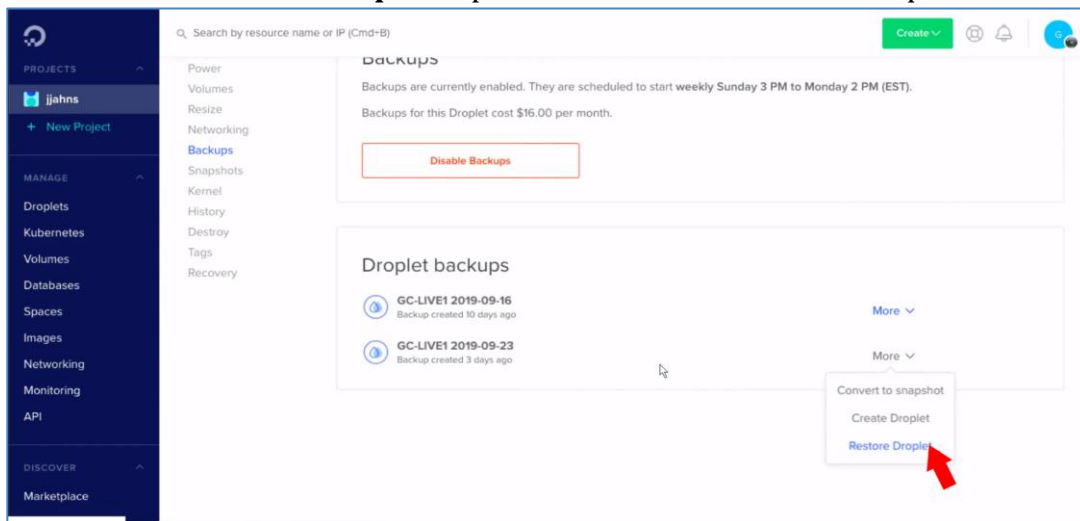 Search by resource name or IP (Cmd+B)
Create
G
PROJECTS
jjahns
+ New Project
MANAGE
Droplets
Kubernetes
Volumes
Databases
Spaces
Images
Networking
Monitoring
API
DISCOVER
Marketplace
Power
Volumes
Resize
Networking
Backups
Snapshots
Kernel
History
Destroy
Tags
Recovery
Backups
Backups are currently enabled. They are scheduled to start weekly Sunday 3 PM to Monday 2 PM (EST).
Backups for this Droplet cost $16.00 per month.
Disable Backups
Droplet backups
GC-LIVE1 2019-09-16
Backup created 10 days ago
More
GC-LIVE1 2019-09-23
Backup created 3 days ago
More
Convert to snapshot
Create Droplet
Restore Droplet